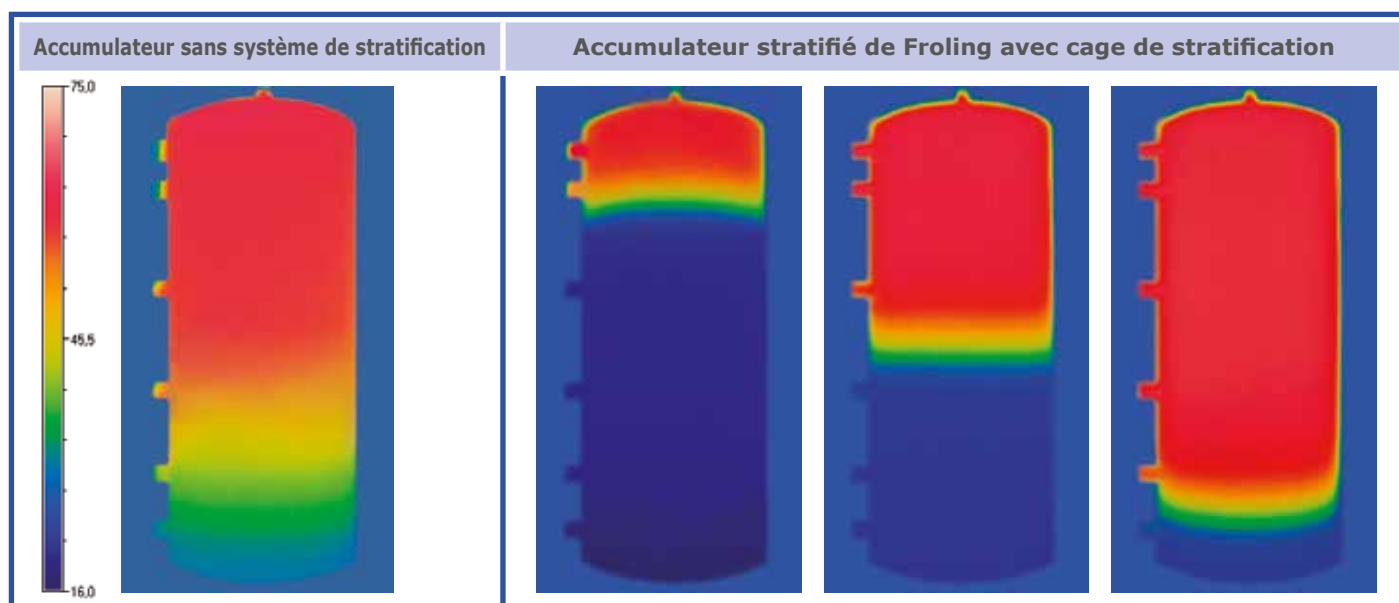 Accumulateur sans système de stratification
Accumulateur stratifié de Froling avec cage de stratification
75,0
45,5
16,0